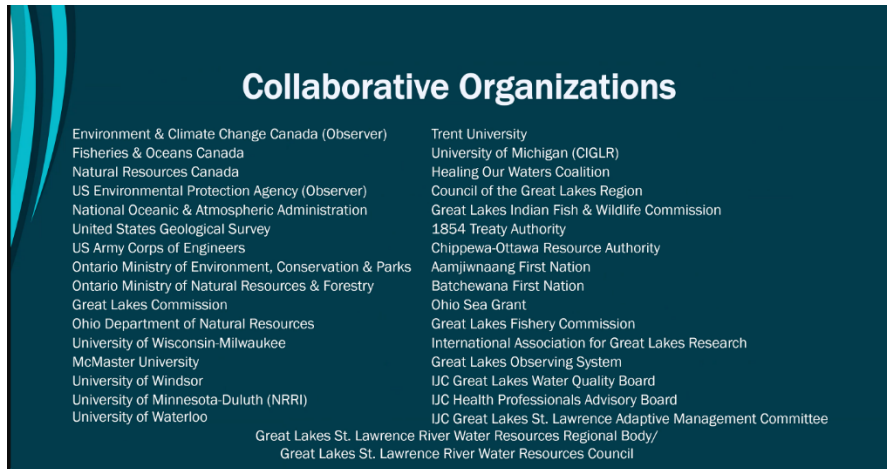 Collaborative Organizations
Environment & Climate Change Canada (Observer)
Fisheries & Oceans Canada
Natural Resources Canada
US Environmental Protection Agency (Observer)
National Oceanic & Atmospheric Administration
United States Geological Survey
US Army Corps of Engineers
Ontario Ministry of Environment, Conservation & Parks
Ontario Ministry of Natural Resources & Forestry
Great Lakes Commission
Ohio Department of Natural Resources
University of Wisconsin-Milwaukee
McMaster University
University of Windsor
University of Minnesota-Duluth (NRRI)
University of Waterloo
Trent University
University of Michigan (CIGLR)
Healing Our Waters Coalition
Council of the Great Lakes Region
Great Lakes Indian Fish & Wildlife Commission
1854 Treaty Authority
Chippewa-Ottawa Resource Authority
Aamjiwnaang First Nation
Batchewana First Nation
Ohio Sea Grant
Great Lakes Fishery Commission
International Association for Great Lakes Research
Great Lakes Observing System
IJC Great Lakes Water Quality Board
IJC Health Professionals Advisory Board
IJC Great Lakes St. Lawrence Adaptive Management Committee
Great Lakes St. Lawrence River Water Resources Regional Body/
Great Lakes St. Lawrence River Water Resources Council